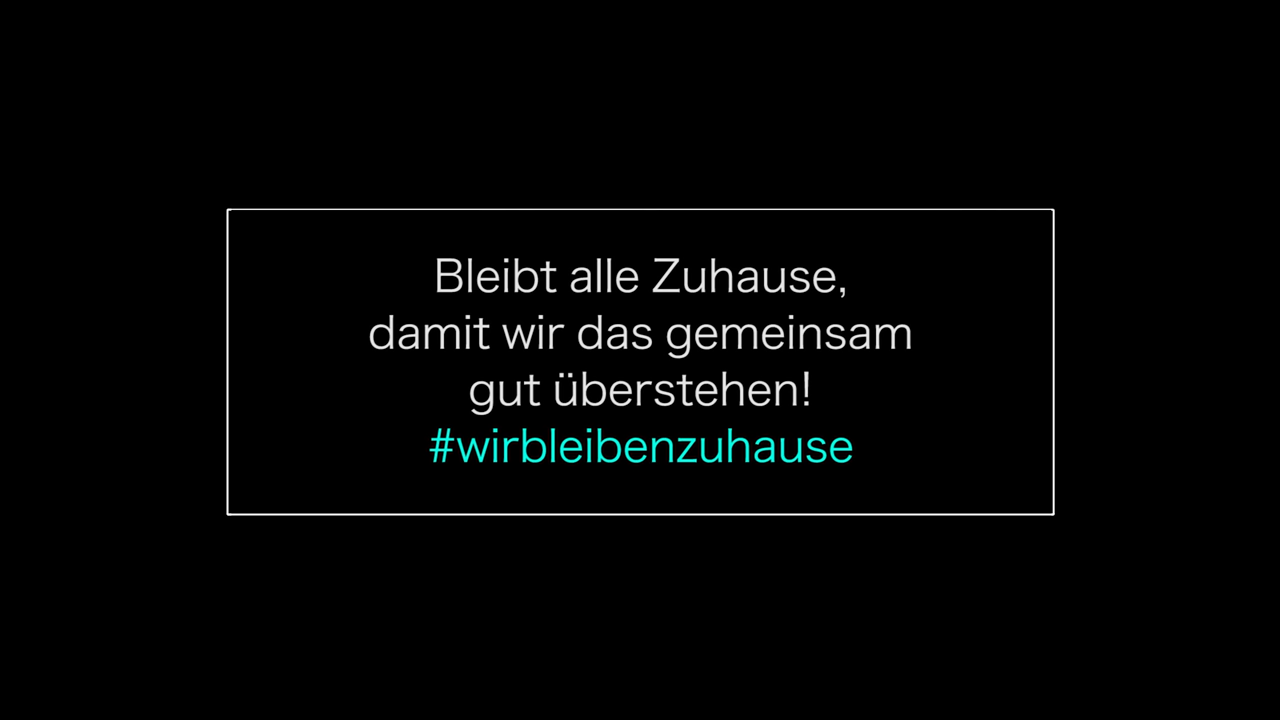 Bleibt alle Zuhause,
damit wir das gemeinsam
gut überstehen!
#wirbleibenzuhause